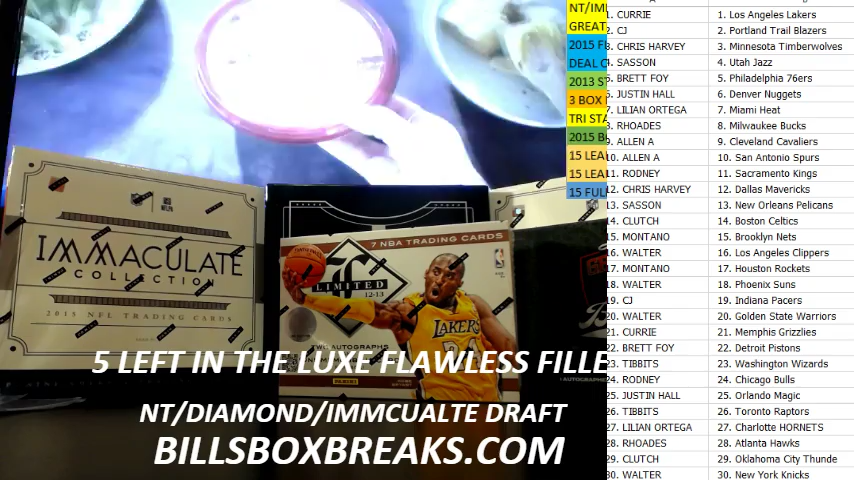 NT/IM
GREAT
2015 F
DEAL
2013 S
3 BOX
TRI STA
2015 B
15 LEA
15 LEA
15 FUL
1. CURRIE
2. CJ
3. CHRIS HARVEY
4. SASSON
5. BRETT FOY
6. JUSTIN HALL
7. LILIAN ORTEGA
8. RHOADES
9. ALLEN A
10. ALLEN A
11. RODNEY
12. CHRIS HARVEY
13. SASSON
14. CLUTCH
15. MONTANO
16. WALTER
17. MONTANO
18. WALTER
19. CJ
20. WALTER
21. CURRIE
22. BRETT FOY
23. TIBBITS
24. RODNEY
25. JUSTIN HALL
26. TIBBITS
27. LILIAN ORTEGA
28. RHOADES
29. CLUTCH
30. WALTER
1. Los Angeles Lakers
2. Portland Trail Blazers
3. Minnesota Timberwolves
4. Utah Jazz
5. Philadelphia 76ers
6. Denver Nuggets
7. Miami Heat
8. Milwaukee Bucks
9. Cleveland Cavaliers
10. San Antonio Spurs
11. Sacramento Kings
12. Dallas Mavericks
13. New Orleans Pelicans
14. Boston Celtics
15. Brooklyn Nets
16. Los Angeles Clippers
17. Houston Rockets
18. Phoenix Suns
19. Indiana Pacers
20. Golden State Warriors
21. Memphis Grizzlies
22. Detroit Pistons
23. Washington Wizards
24. Chicago Bulls
25. Orlando Magic
26. Toronto Raptors
27. Charlotte HORNETS
28. Atlanta Hawks
29. Oklahoma City Thunde
30. New York Knicks
IMMACULATE
COLLECTION
2015 NFL TRADING CARDS
7 NBA TRADING CARDS
LIMITED
12-13
TWO AUTOGRAPHS
LAKERS
24
PANINI
5 LEFT IN THE LUXE FLAWLESS FILLE
NT/DIAMOND/IMMCUALTE DRAFT
BILLSBOXBREAKS.COM